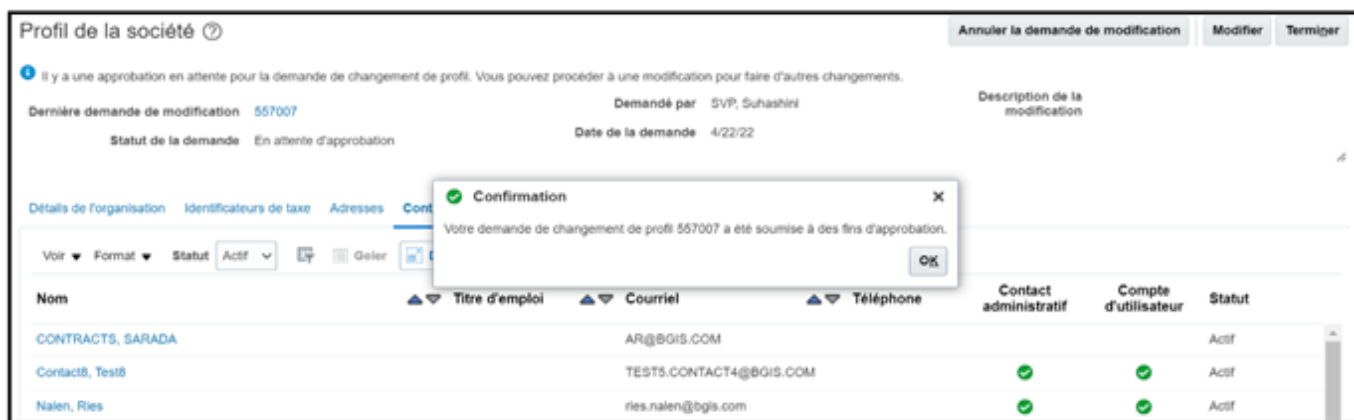 Profil de la société
Annuler la demande de modification Modifier Terminer
Il y a une approbation en attente pour la demande de changement de profil. Vous pouvez procéder à une modification pour faire d'autres changements.
Dernière demande de modification 557007
Demandé par SVP, Suhashini
Description de la modification
Statut de la demande En attente d'approbation
Date de la demande 4/22/22
Confirmation
Votre demande de changement de profil 557007 a été soumise à des fins d'approbation.
OK
Détails de l'organisation Identificateurs de taxe Adresses Cont
Voir Format Statut Actif Geler
Nom Titre d'emploi Courriel Téléphone Contact administratif Compte d'utilisateur Statut
CONTRACTS, SARADA AR@BGIS.COM Actif
Contact8, Test8 TEST5.CONTACT4@BGIS.COM Actif
Nalen, Ries ries.nalen@bgis.com Actif